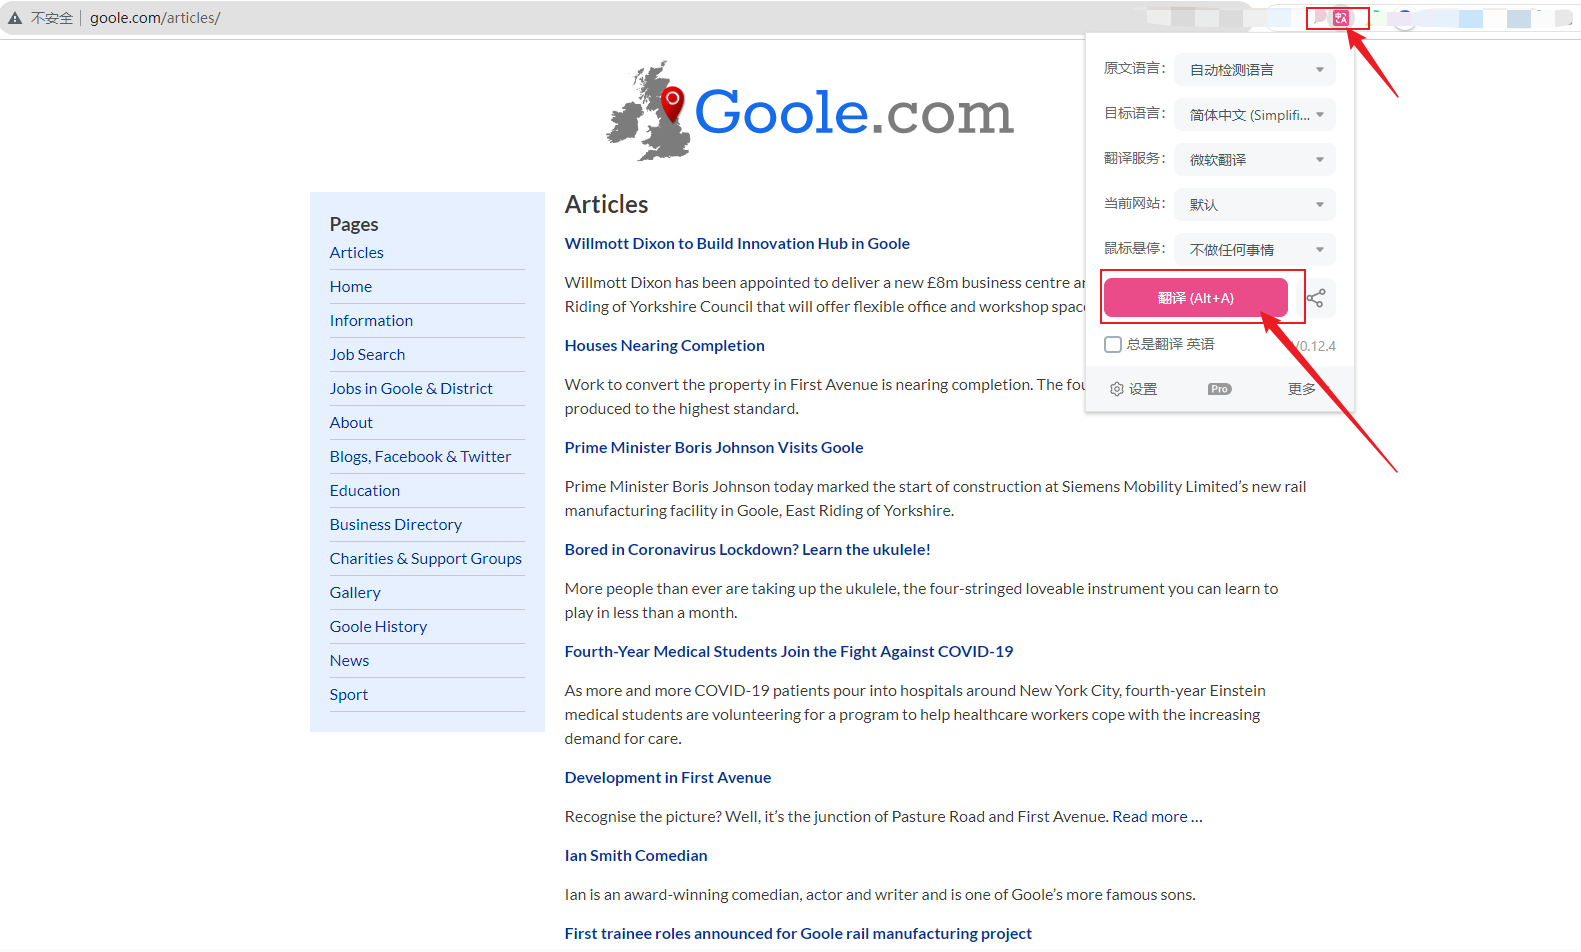 不安全 goole.com/articles/
Goole.com
Pages
Articles
Home
Information
Job Search
Jobs in Goole & District
About
Blogs, Facebook & Twitter
Education
Business Directory
Charities & Support Groups
Gallery
Goole History
News
Sport
Articles
Willmott Dixon to Build Innovation Hub in Goole
Willmott Dixon has been appointed to deliver a new £8m business centre
Riding of Yorkshire Council that will offer flexible office and workshop
Houses Nearing Completion
Work to convert the property in First Avenue is nearing completion. The
produced to the highest standard.
Prime Minister Boris Johnson Visits Goole
Prime Minister Boris Johnson today marked the start of construction at Siemens Mobility Limited’s new rail
manufacturing facility in Goole, East Riding of Yorkshire.
Bored in Coronavirus Lockdown? Learn the ukulele!
More people than ever are taking up the ukulele, the four-stringed loveable instrument you can learn to
play in less than a month.
Fourth-Year Medical Students Join the Fight Against COVID-19
As more and more COVID-19 patients pour into hospitals around New York City, fourth-year Einstein
medical students are volunteering for a program to help healthcare workers cope with the increasing
demand for care.
Development in First Avenue
Recognise the picture? Well, it’s the junction of Pasture Road and First Avenue. Read more …
Ian Smith Comedian
Ian is an award-winning comedian, actor and writer and is one of Goole’s more famous sons.
First trainee roles announced for Goole rail manufacturing project
原文语言： 自动检测语言
目标语言： 简体中文 (Simplifi...
翻译服务： 微软翻译
当前网站： 默认
鼠标悬停： 不做任何事情
翻译 (Alt+A)
总是翻译 英语 V0.12.4
设置 Pro 更多